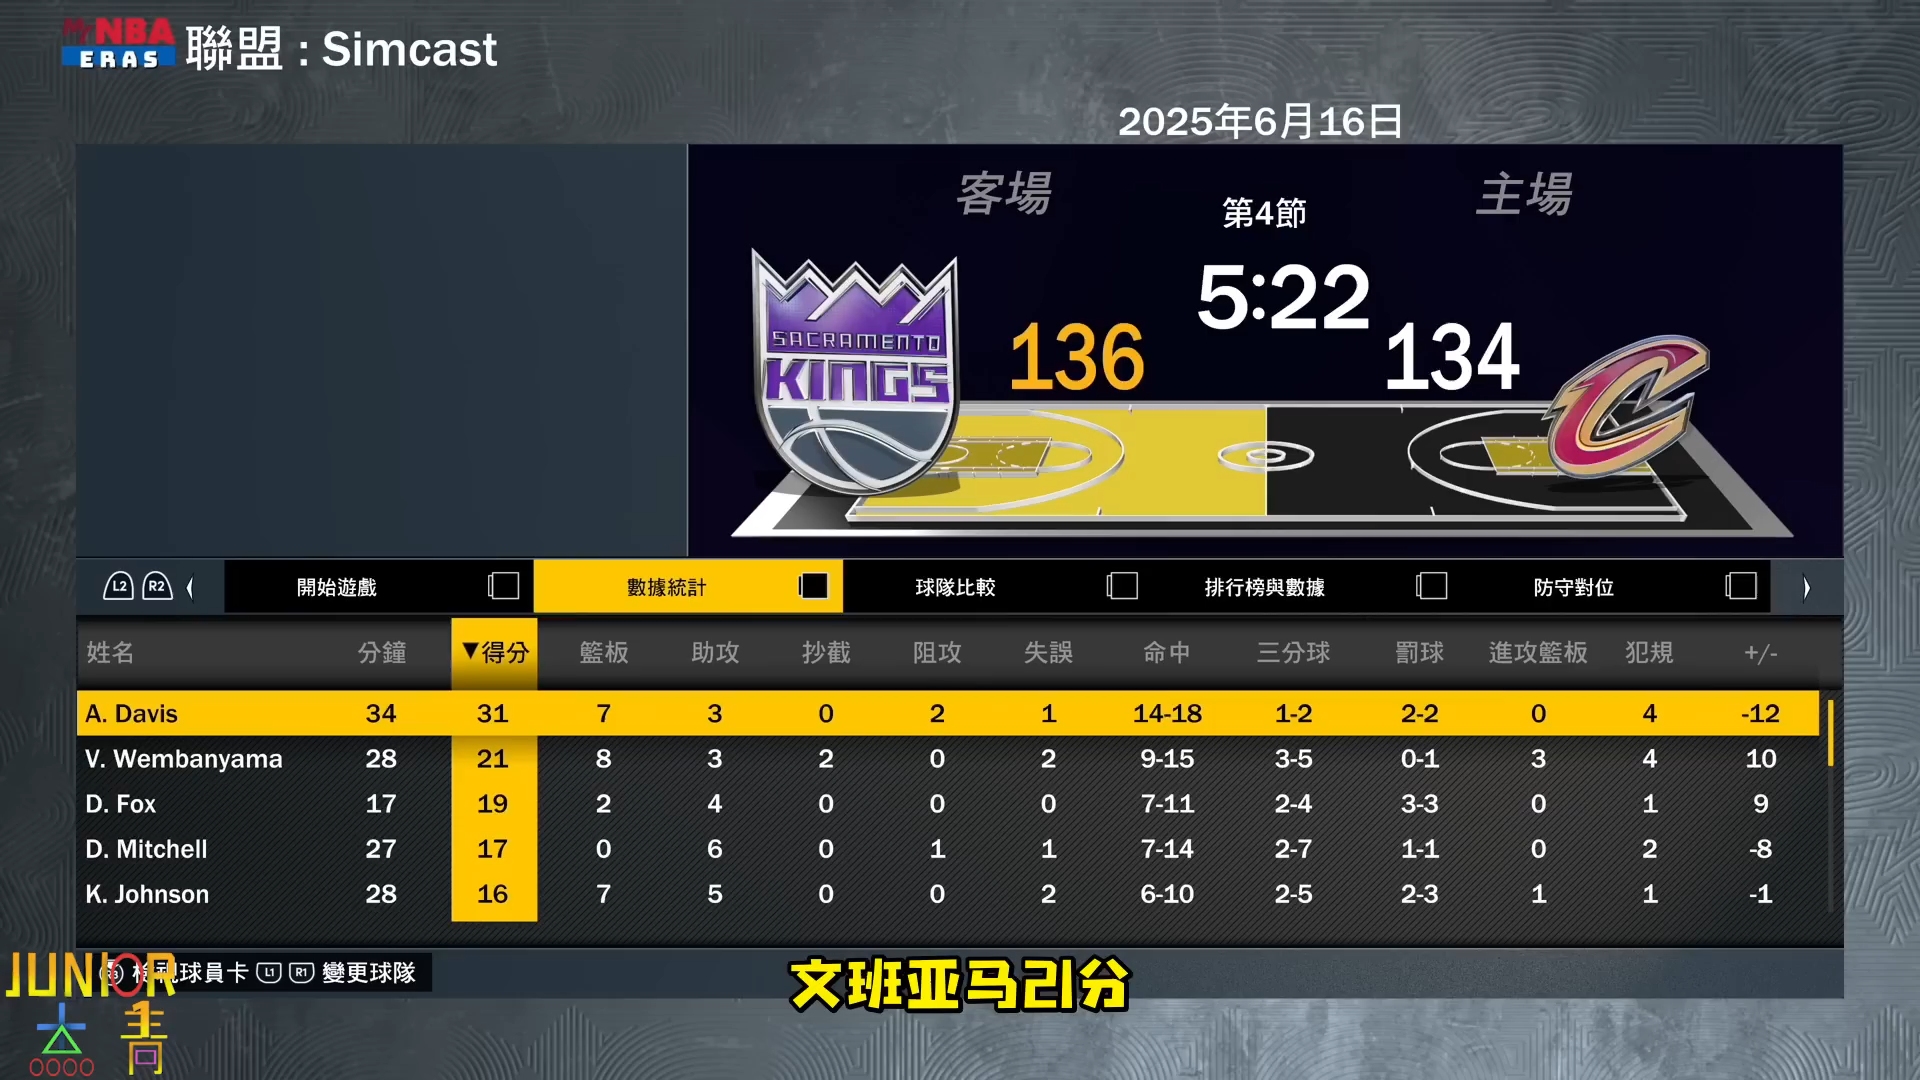 MyNBA ERAS 聯盟 : Simcast
2025年6月16日
客場
主場
第4節
5:22
136
134
SACRAMENTO
KINGS
C
L2 R2 開始遊戲 數據統計 球隊比較 排行榜與數據 防守對位
姓名 分鐘 ▼得分 籃板 助攻 抄截 阻攻 失誤 命中 三分球 罰球 進攻籃板 犯規 +/-
A. Davis 34 31 7 3 0 2 1 14-18 1-2 2-2 0 4 -12
V. Wembanyama 28 21 8 3 2 0 2 9-15 3-5 0-1 3 4 10
D. Fox 17 19 2 4 0 0 0 7-11 2-4 3-3 0 1 9
D. Mitchell 27 17 0 6 0 1 1 7-14 2-7 1-1 0 2 -8
K. Johnson 28 16 7 5 0 0 2 6-10 2-5 2-3 1 1 -1
檢視球員卡 L1 R1 變更球隊
JUNIOR
文班亚马21分